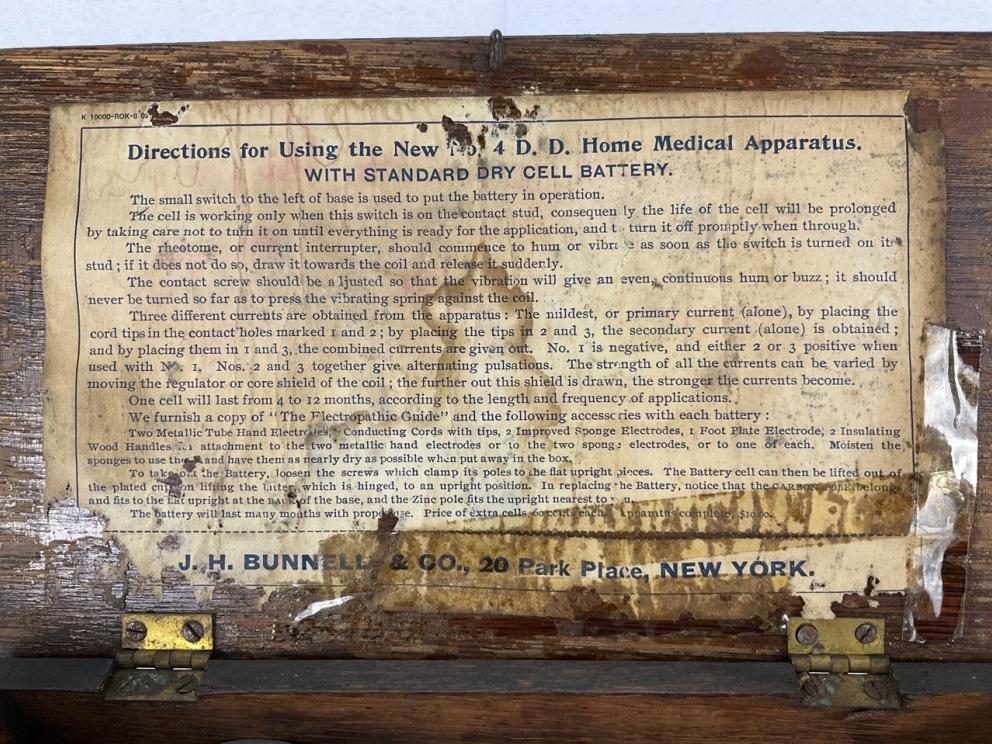 K 10000-ROK-6 02
Directions for Using the New No. 4 D. D. Home Medical Apparatus.
WITH STANDARD DRY CELL BATTERY.
The small switch to the left of base is used to put the battery in operation.
The cell is working only when this switch is on the contact stud, consequen ly the life of the cell will be prolonged
by taking care not to turn it on until everything is ready for the application, and t turn it off promptly when through.
The rheotome, or current interrupter, should commence to hum or vibr e as soon as the switch is turned on its
stud; if it does not do so, draw it towards the coil and release it suddenly.
The contact screw should be adjusted so that the vibration will give an even, continuous hum or buzz; it should
never be turned so far as to press the vibrating spring against the coil.
Three different currents are obtained from the apparatus: The mildest, or primary current (alone), by placing the
cord tips in the contact holes marked 1 and 2; by placing the tips in 2 and 3, the secondary current (alone) is obtained;
and by placing them in 1 and 3, the combined currents are given out. No. 1 is negative, and either 2 or 3 positive when
used with No. 1. Nos. 2 and 3 together give alternating pulsations. The strength of all the currents can be varied by
moving the regulator or core shield of the coil; the further out this shield is drawn, the stronger the currents become.
One cell will last from 4 to 12 months, according to the length and frequency of applications.
We furnish a copy of "The Electropathic Guide" and the following accessories with each battery:
Two Metallic Tube Hand Electrodes, Conducting Cords with tips, 2 Improved Sponge Electrodes, 1 Foot Plate Electrode, 2 Insulating
Wood Handles attachment to the two metallic hand electrodes or to the two sponge electrodes, or to one of each. Moisten the
sponges to use them and have them as nearly dry as possible when put away in the box.
To take out the Battery, loosen the screws which clamp its poles to the flat upright pieces. The Battery cell can then be lifted out of
the plated cup on lifting the latter, which is hinged, to an upright position. In replacing the Battery, notice that the CARBON POLE belongs
and fits to the flat upright at the of the base, and the Zinc pole fits the upright nearest to
The battery will last many months with proper use. Price of extra cells, 60 cents each. Apparatus complete, $10.00.
J. H. BUNNELL & CO., 20 Park Place, NEW YORK.